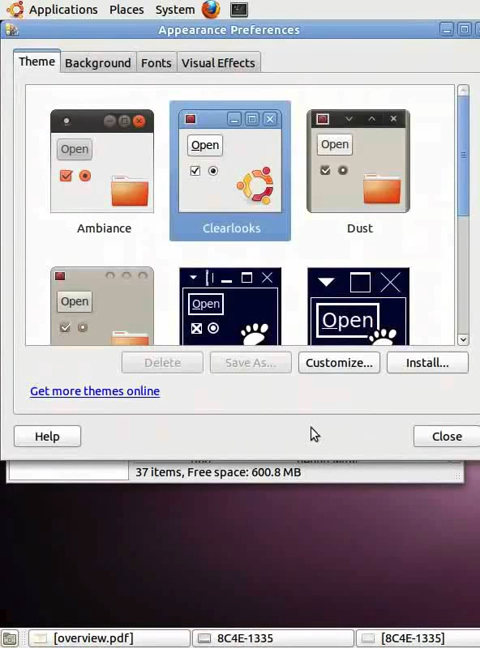 Applications Places System
Appearance Preferences
Theme Background Fonts Visual Effects
Open Open Open
Ambiance Clearlooks Dust
Open Open Open
Delete Save As... Customize... Install...
Get more themes online
Help Close
37 items, Free space: 600.8 MB
[overview.pdf] 8C4E-1335 [8C4E-1335]